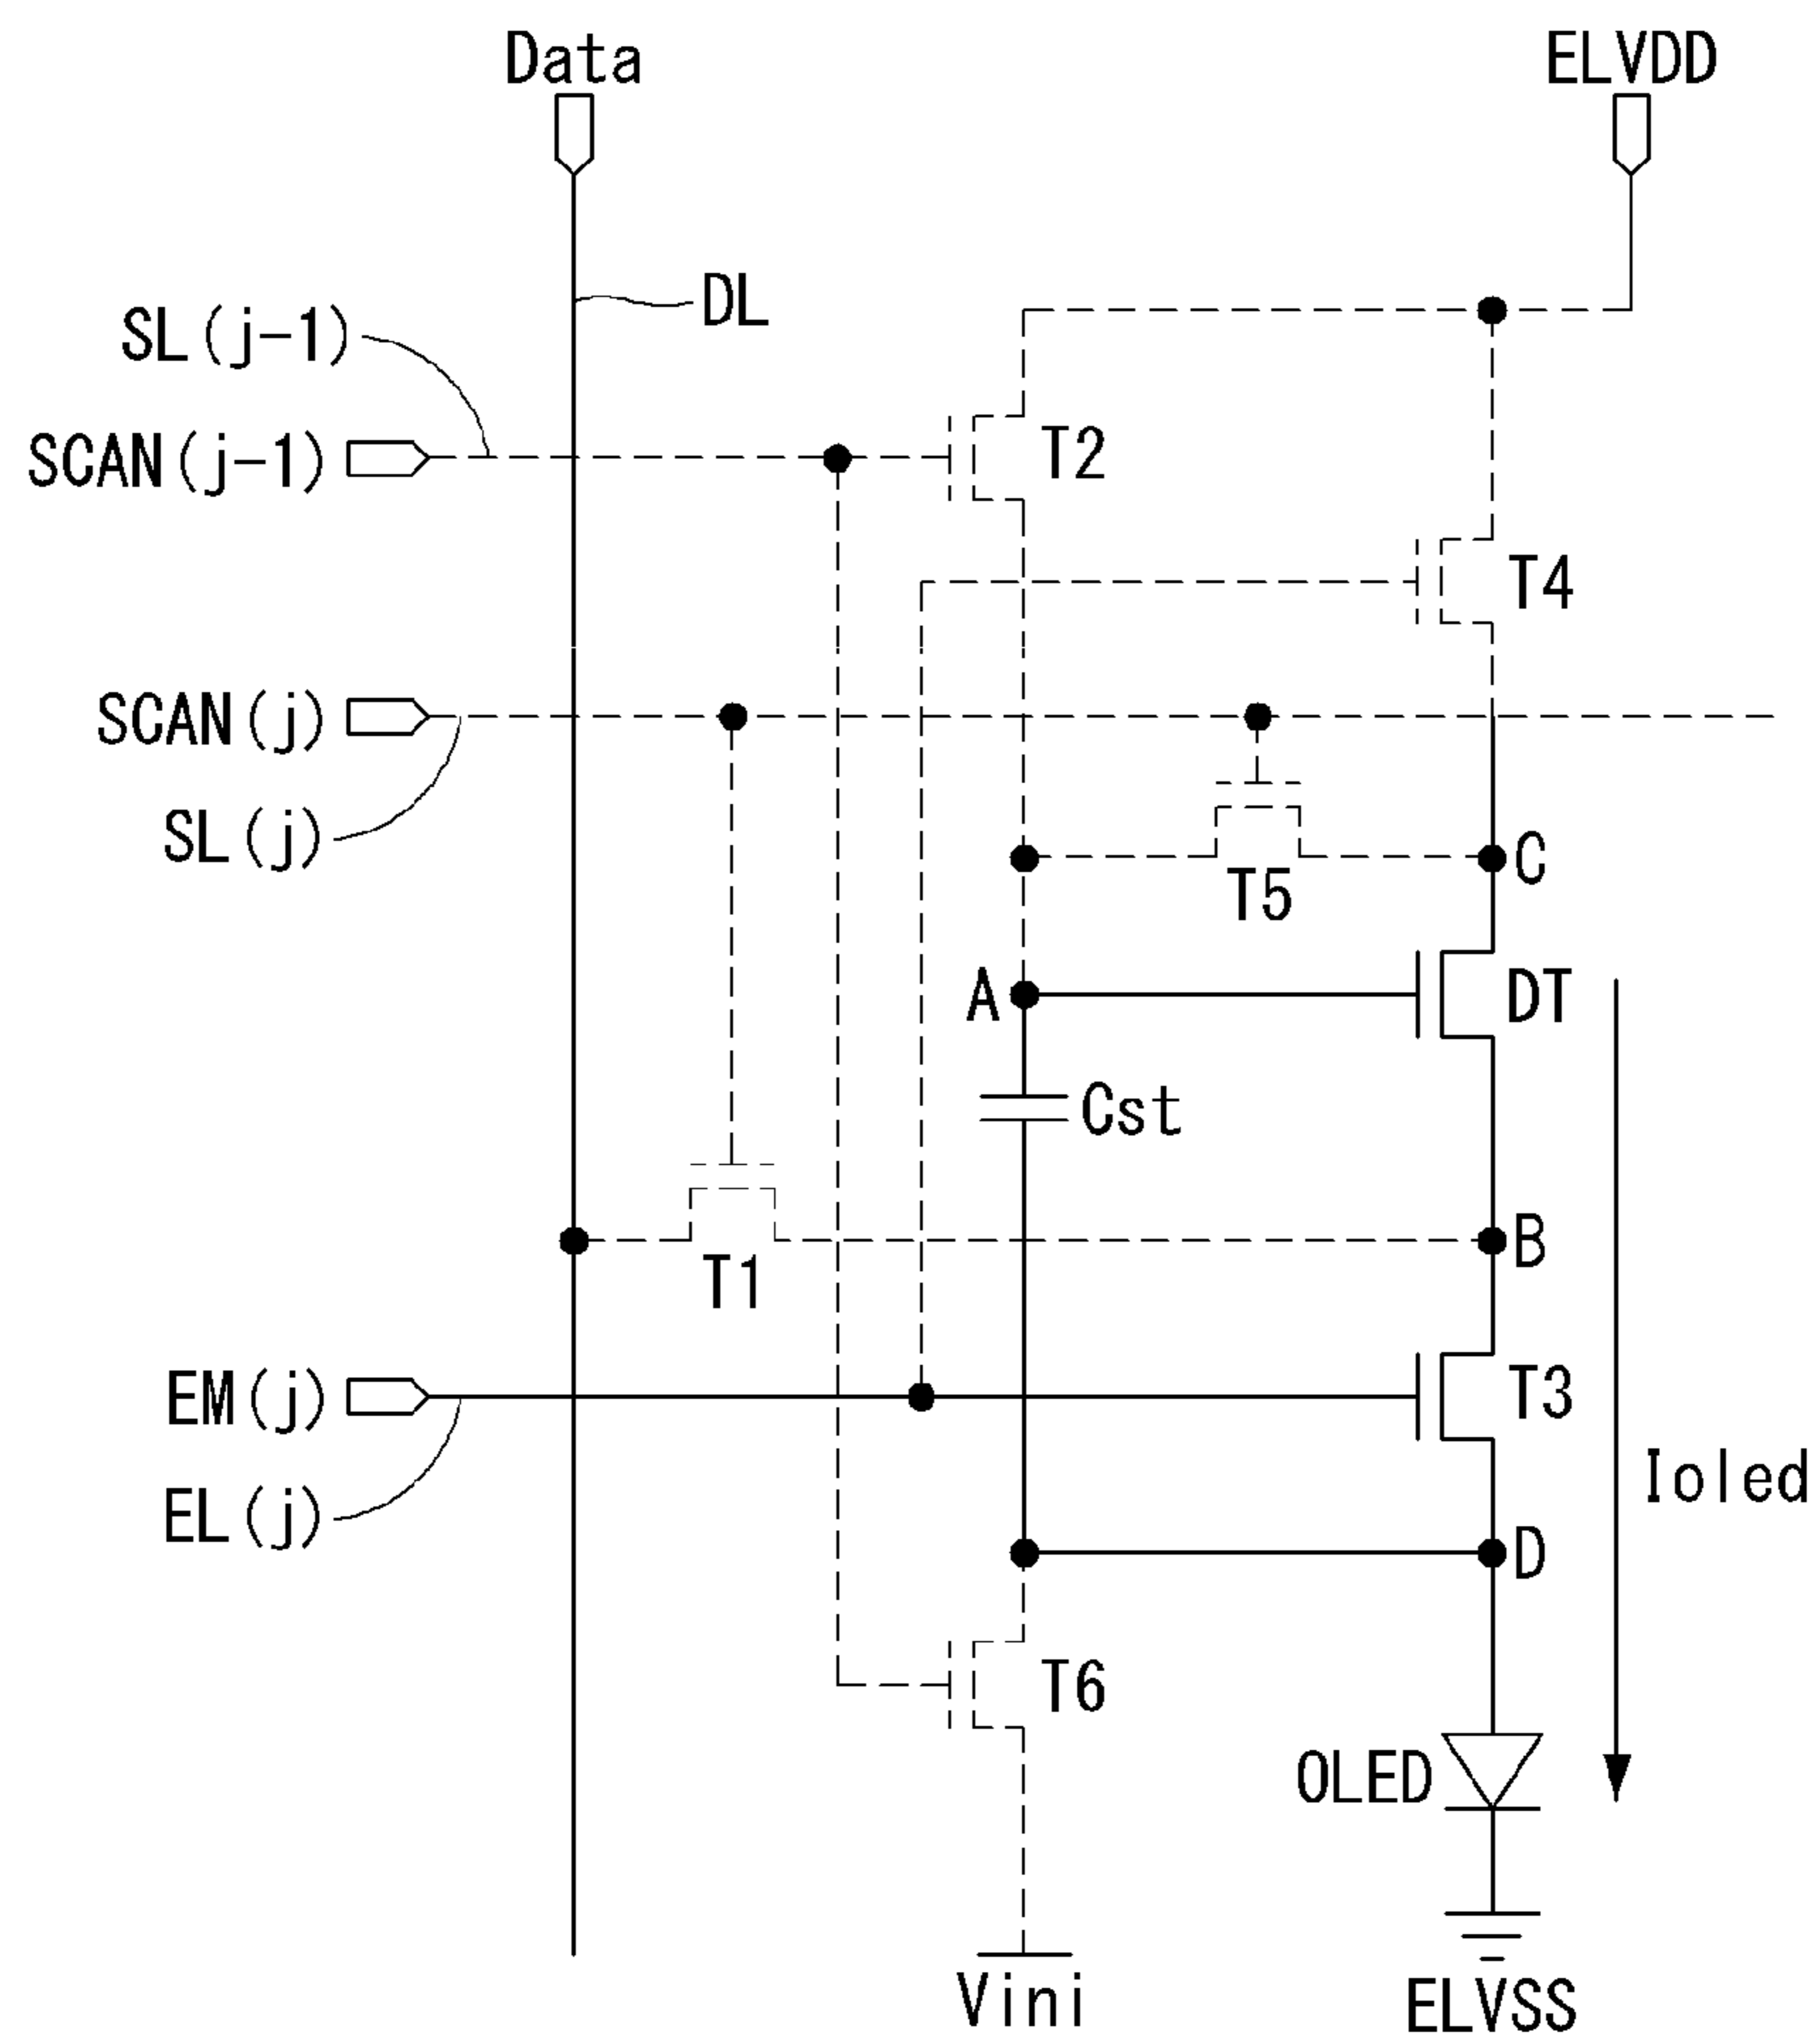 Data
ELVDD
DL
SL(j-1)
SCAN(j-1)
T2
T4
SCAN(j)
SL(j)
T5
C
A
DT
Cst
B
T1
EM(j)
T3
EL(j)
Ioled
D
T6
OLED
Vini
ELVSS